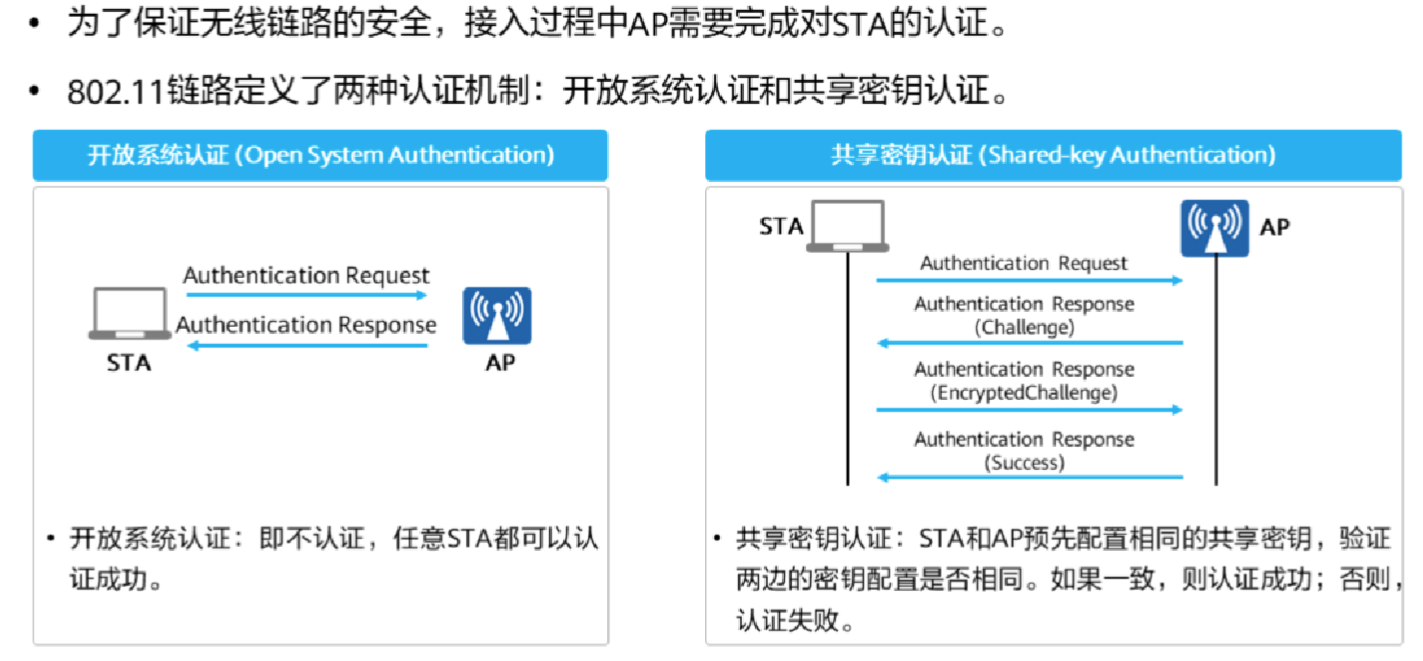 • 为了保证无线链路的安全，接入过程中AP需要完成对STA的认证。
• 802.11链路定义了两种认证机制：开放系统认证和共享密钥认证。
开放系统认证 (Open System Authentication)
Authentication Request
Authentication Response
STA
AP
• 开放系统认证：即不认证，任意STA都可以认
证成功。
共享密钥认证 (Shared-key Authentication)
STA
AP
Authentication Request
Authentication Response
(Challenge)
Authentication Response
(EncryptedChallenge)
Authentication Response
(Success)
• 共享密钥认证：STA和AP预先配置相同的共享密钥，验证
两边的密钥配置是否相同。如果一致，则认证成功；否则，
认证失败。